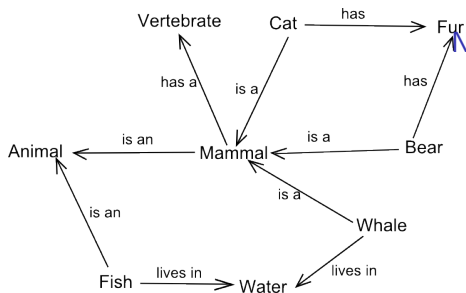 Vertebrate
Cat
has
Fur
has a
is a
has
Animal
is an
Mammal
is a
Bear
is an
is a
Whale
Fish
lives in
Water
lives in